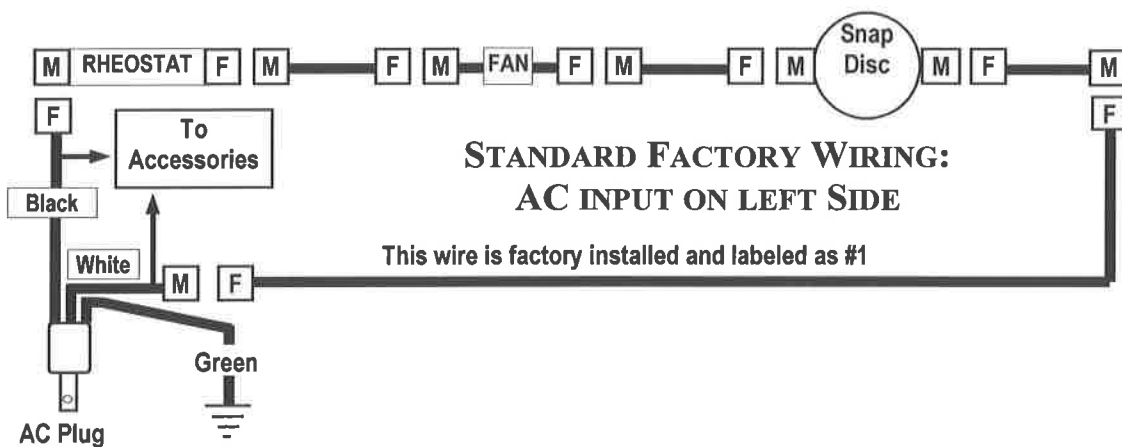 M RHEOSTAT F M F M FAN F M F M Snap Disc M F M
F
To
Accessories
F
STANDARD FACTORY WIRING:
AC INPUT ON LEFT SIDE
Black
This wire is factory installed and labeled as #1
White
M F
Green
AC Plug